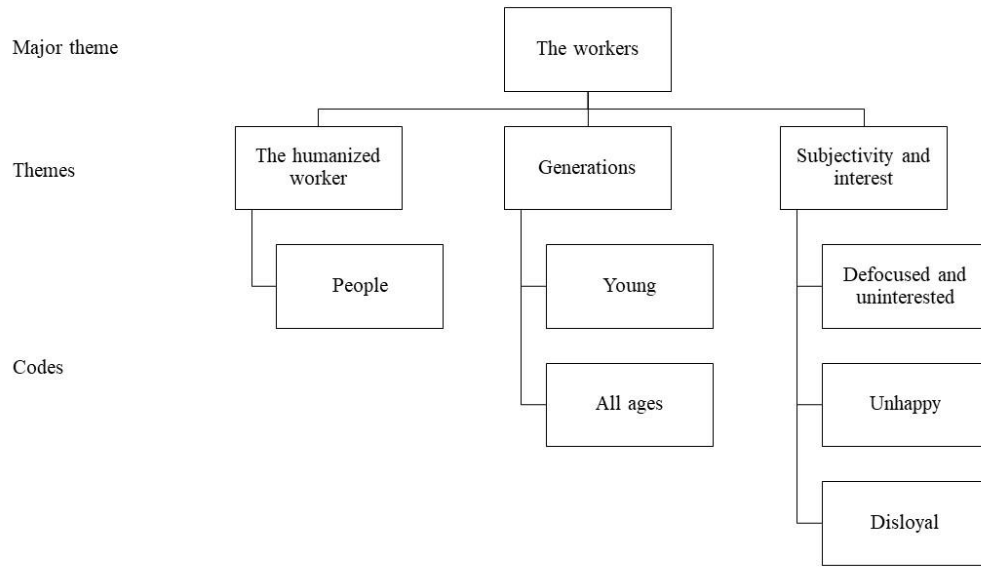 Major theme
The workers
Themes
The humanized
worker
Generations
Subjectivity and
interest
Codes
People
Young
All ages
Defocused and
uninterested
Unhappy
Disloyal